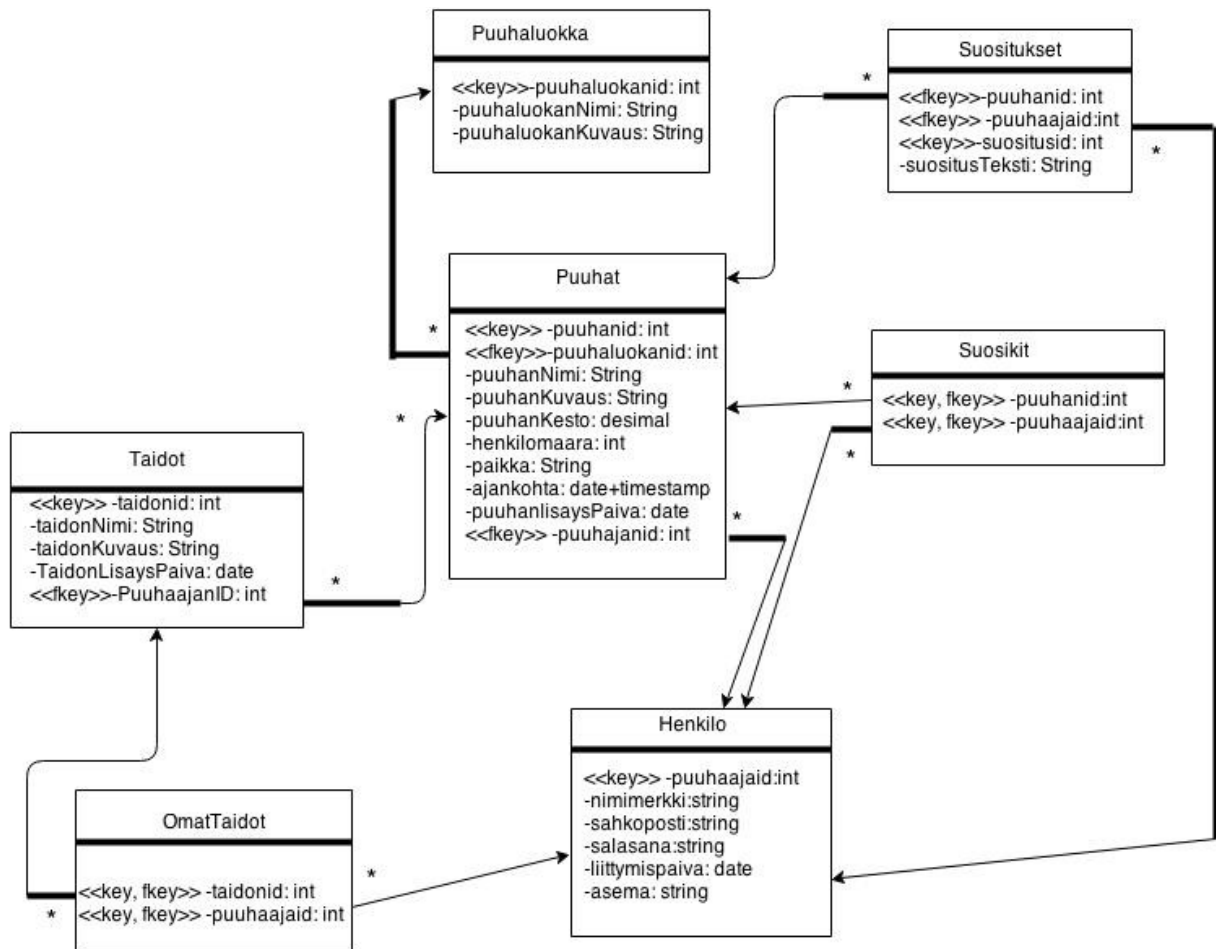 Puuhaluokka
<<key>>-puuhaluokanid: int
-puuhaluokanNimi: String
-puuhaluokanKuvaus: String
Suositukset
<<fkey>>-puuhanid: int
<<fkey>> -puuhaajaid:int
<<key>>-suositusid: int
-suositusTeksti: String
*
*
Puuhat
<<key>> -puuhanid: int
<<fkey>>-puuhaluokanid: int
-puuhanNimi: String
-puuhanKuvaus: String
-puuhanKesto: desimal
-henkilomaara: int
-paikka: String
-ajankohta: date+timestamp
-puuhanlisaysPaiva: date
<<fkey>> -puuhajanid: int
*
*
*
Suosikit
<<key, fkey>> -puuhanid:int
<<key, fkey>> -puuhaajaid:int
*
*
Taidot
<<key>> -taidonid: int
-taidonNimi: String
-taidonKuvaus: String
-TaidonLisaysPaiva: date
<<fkey>>-PuuhaajanID: int
*
Henkilo
<<key>> -puuhaajaid:int
-nimimerkki:string
-sahkoposti:string
-salasana:string
-liittymispaiva: date
-asema: string
OmatTaidot
<<key, fkey>> -taidonid: int
<<key, fkey>> -puuhaajaid: int
*
*